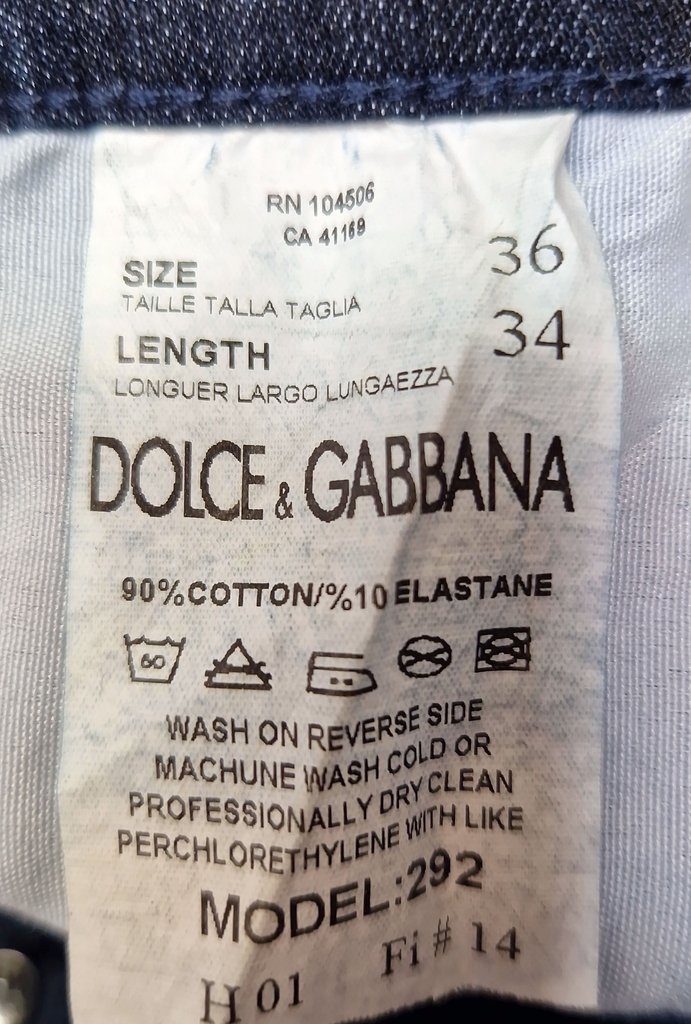 RN 104506
CA 41169
SIZE 36
TAILLE TALLA TAGLIA
LENGTH 34
LONGUER LARGO LUNGAEZZA
DOLCE & GABBANA
90%COTTON/%10 ELASTANE
60
WASH ON REVERSE SIDE
MACHUNE WASH COLD OR
PROFESSIONALLY DRY CLEAN
PERCHLORETHYLENE WITH LIKE
MODEL:292
H 01 Fi # 14